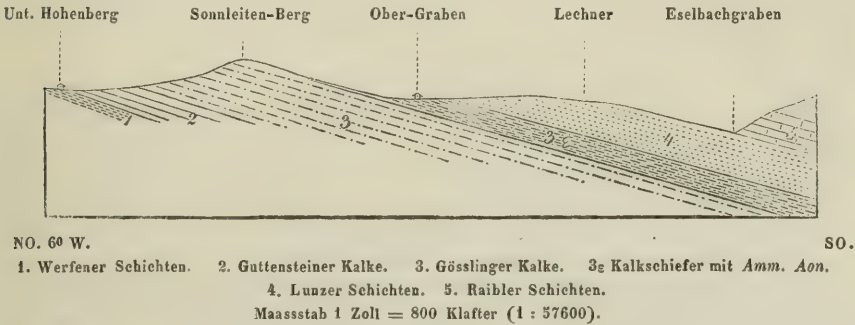 Unt. Hohenberg Sonnleiten-Berg Ober-Graben Lechner Eselbachgraben
1 2 3 3ε 4 5
NO. 6º W. SO.
1. Werfener Schichten. 2. Guttensteiner Kalke. 3. Gösslinger Kalke. 3ε Kalkschiefer mit Amm. Aon.
4. Lunzer Schichten. 5. Raibler Schichten.
Maassstab 1 Zoll = 800 Klafter (1 : 57600).